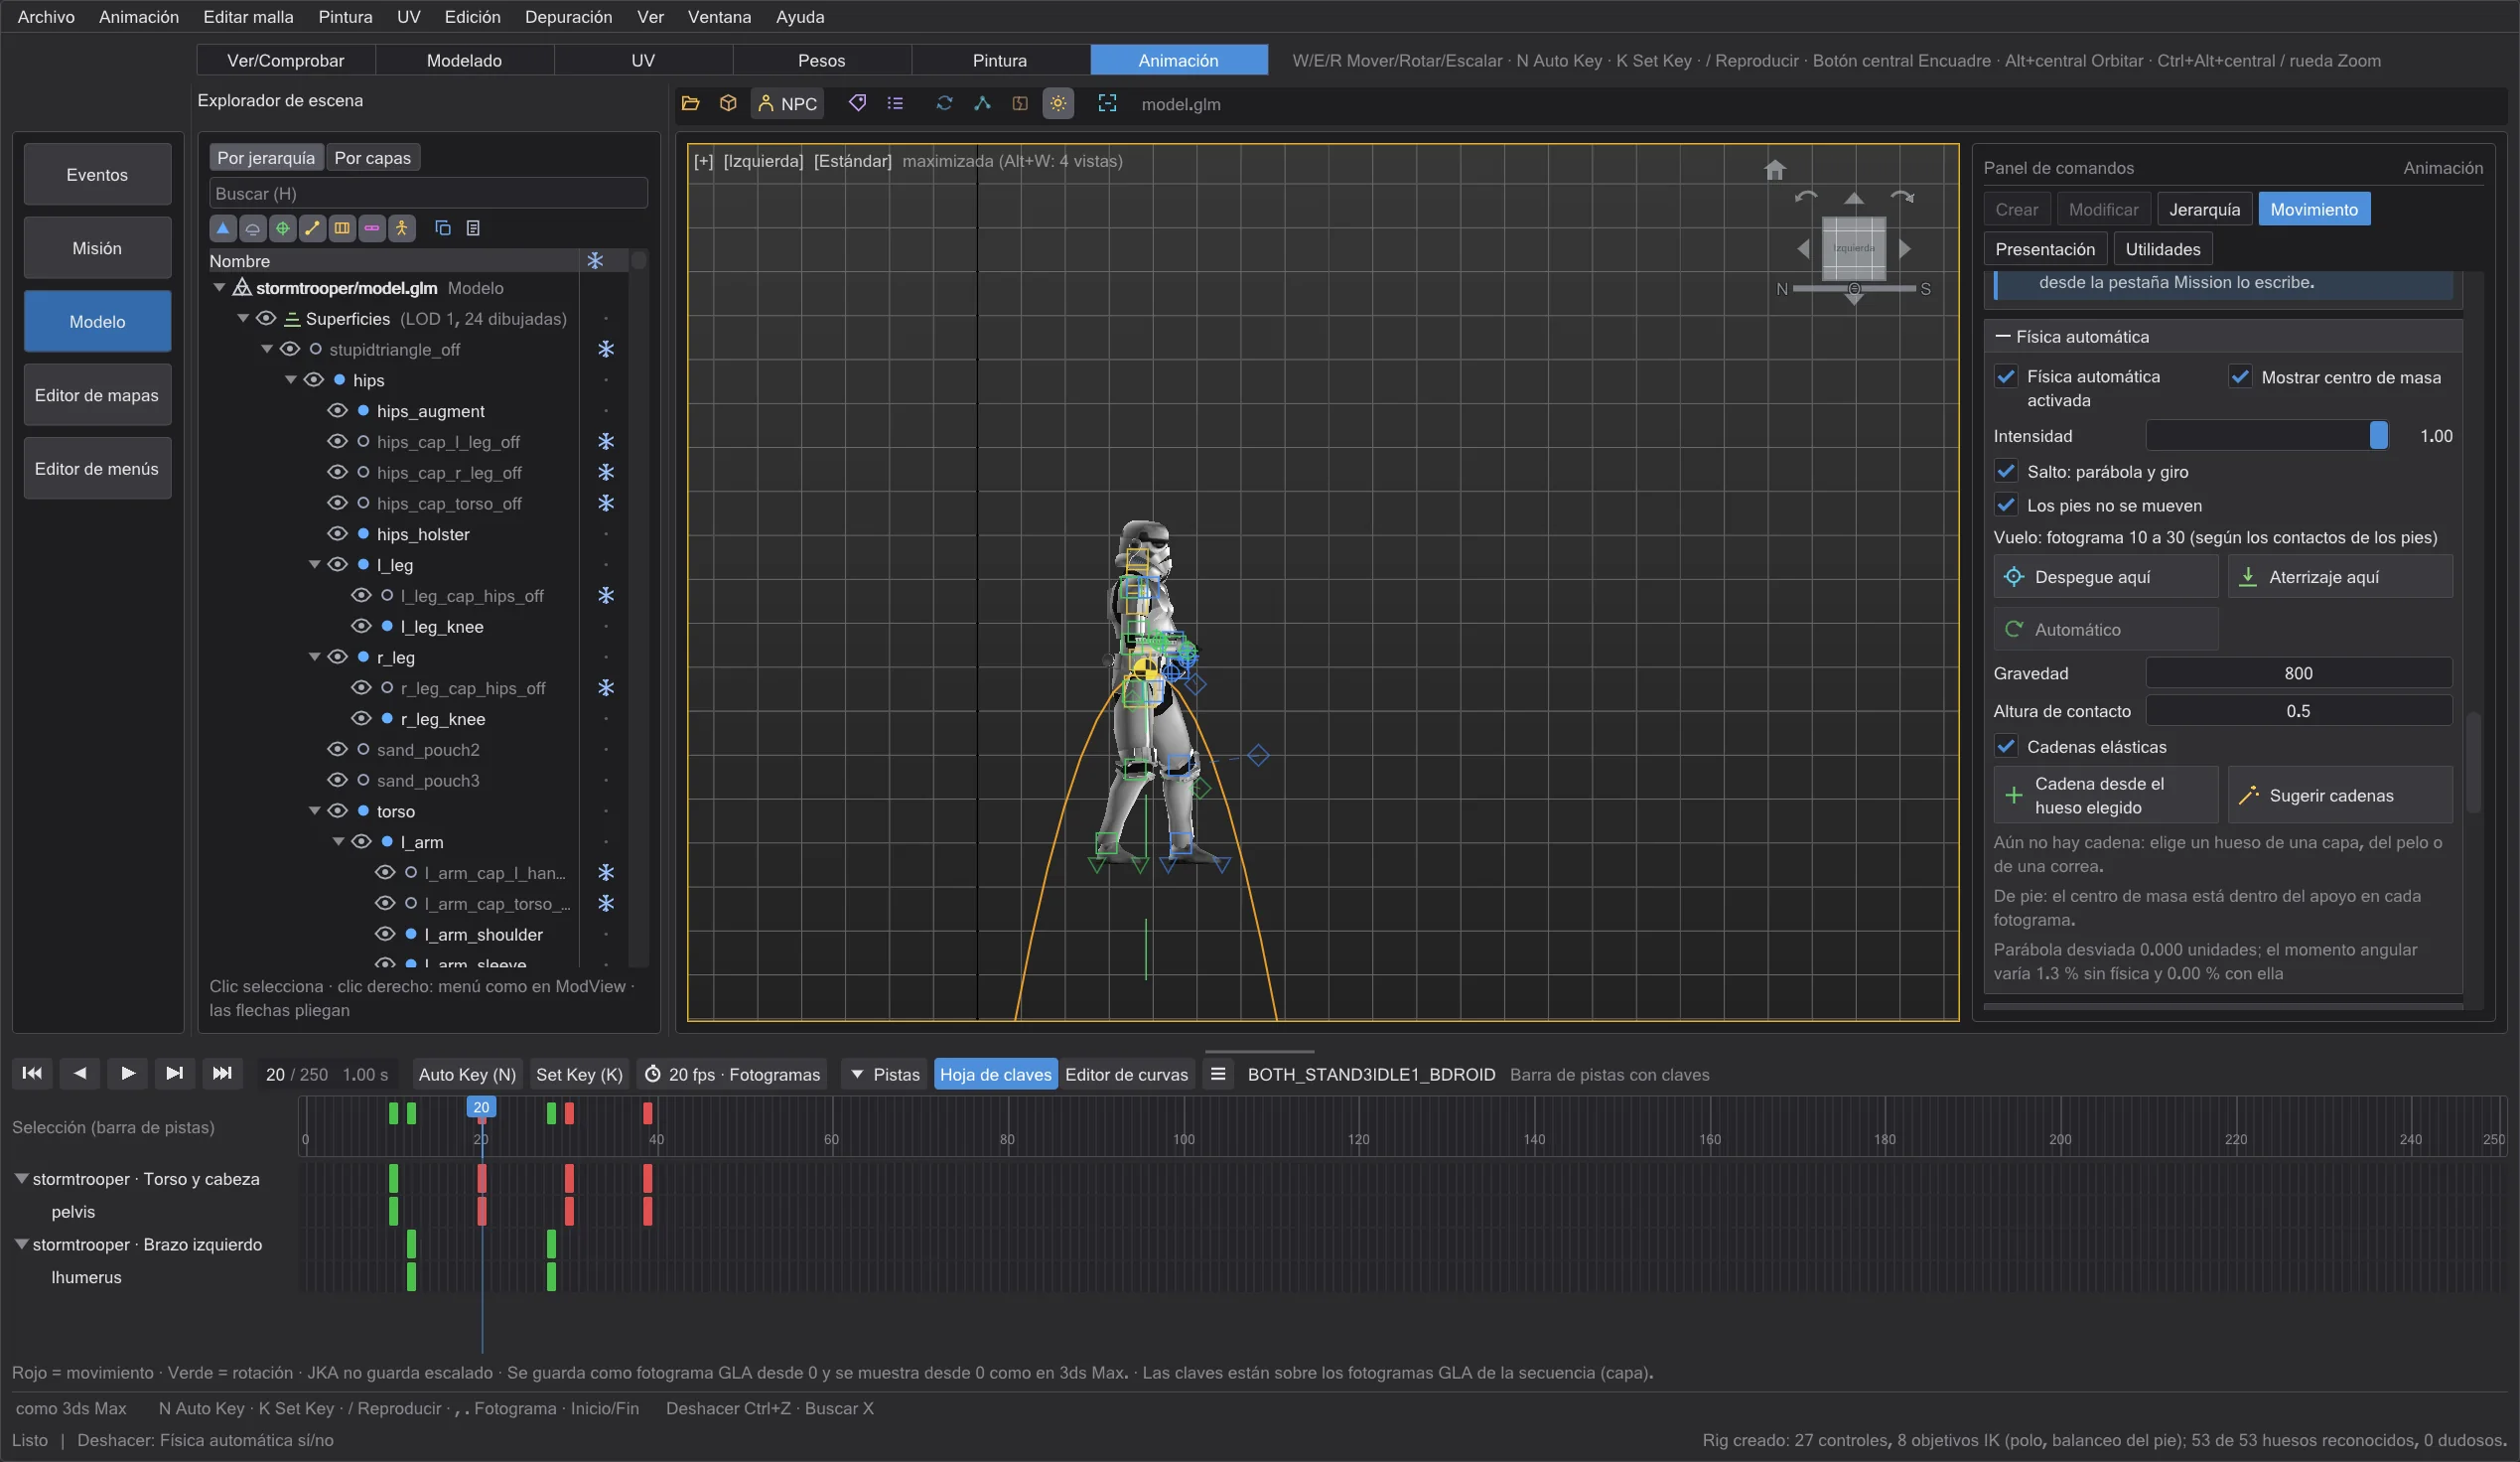 Archivo Animación Editar malla Pintura UV Edición Depuración Ver Ventana Ayuda
Ver/Comprobar Modelado UV Pesos Pintura Animación W/E/R Mover/Rotar/Escalar · N Auto Key · K Set Key · / Reproducir · Botón central Encuadre · Alt+central Orbitar · Ctrl+Alt+central / rueda Zoom
Explorador de escena
NPC model.glm
Eventos
Misión
Modelo
Editor de mapas
Editor de menús
Por jerarquía Por capas
Buscar (H)
Nombre
stormtrooper/model.glm Modelo
Superficies (LOD 1, 24 dibujadas)
stupidtriangle_off
hips
hips_augment
hips_cap_l_leg_off
hips_cap_r_leg_off
hips_cap_torso_off
hips_holster
l_leg
l_leg_cap_hips_off
l_leg_knee
r_leg
r_leg_cap_hips_off
r_leg_knee
sand_pouch2
sand_pouch3
torso
l_arm
l_arm_cap_l_han...
l_arm_cap_torso_...
l_arm_shoulder
l_arm_sleeve
Clic selecciona · clic derecho: menú como en ModView ·
las flechas pliegan
[+] [Izquierda] [Estándar] maximizada (Alt+W: 4 vistas)
Izquierda
N S
Panel de comandos Animación
Crear Modificar Jerarquía Movimiento
Presentación Utilidades
desde la pestaña Mission lo escribe.
Física automática
Física automática
activada
Mostrar centro de masa
Intensidad 1.00
Salto: parábola y giro
Los pies no se mueven
Vuelo: fotograma 10 a 30 (según los contactos de los pies)
Despegue aquí Aterrizaje aquí
Automático
Gravedad 800
Altura de contacto 0.5
Cadenas elásticas
Cadena desde el
hueso elegido
Sugerir cadenas
Aún no hay cadena: elige un hueso de una capa, del pelo o
de una correa.
De pie: el centro de masa está dentro del apoyo en cada
fotograma.
Parábola desviada 0.000 unidades; el momento angular
varía 1.3 % sin física y 0.00 % con ella
20 / 250 1.00 s Auto Key (N) Set Key (K) 20 fps · Fotogramas Pistas Hoja de claves Editor de curvas BOTH_STAND3IDLE1_BDROID Barra de pistas con claves
20
Selección (barra de pistas)
0 20 40 60 80 100 120 140 160 180 200 220 240 250
stormtrooper · Torso y cabeza
pelvis
stormtrooper · Brazo izquierdo
lhumerus
Rojo = movimiento · Verde = rotación · JKA no guarda escalado · Se guarda como fotograma GLA desde 0 y se muestra desde 0 como en 3ds Max. · Las claves están sobre los fotogramas GLA de la secuencia (capa).
como 3ds Max N Auto Key · K Set Key · / Reproducir · , . Fotograma · Inicio/Fin Deshacer Ctrl+Z · Buscar X
Listo | Deshacer: Física automática sí/no
Rig creado: 27 controles, 8 objetivos IK (polo, balanceo del pie); 53 de 53 huesos reconocidos, 0 dudosos.